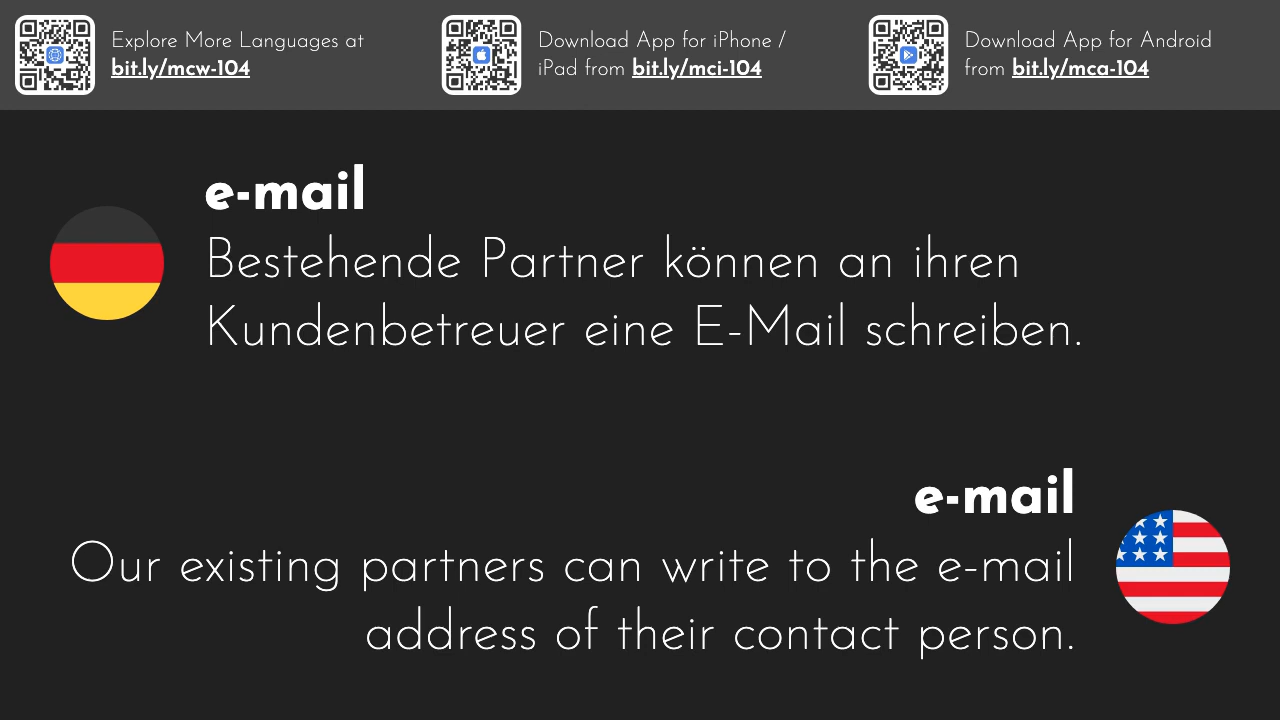 Explore More Languages at
bit.ly/mcw-104
Download App for iPhone /
iPad from bit.ly/mci-104
Download App for Android
from bit.ly/mca-104
e-mail
Bestehende Partner können an ihren
Kundenbetreuer eine E-Mail schreiben.
e-mail
Our existing partners can write to the e-mail
address of their contact person.